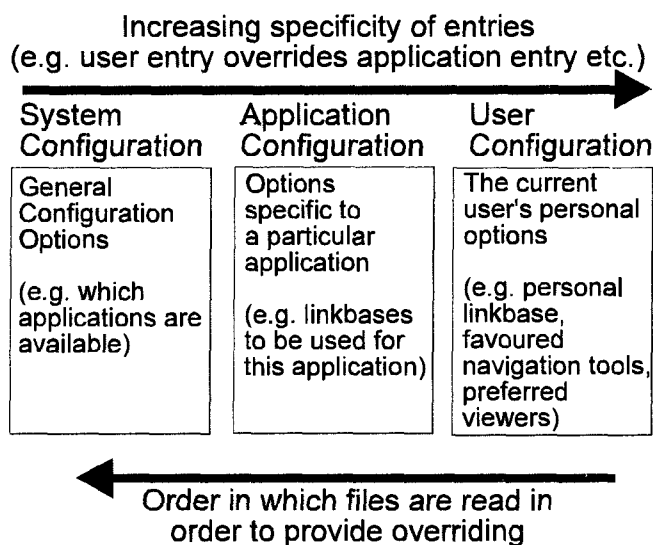 Increasing specificity of entries
(e.g. user entry overrides application entry etc.)
System
Configuration
General
Configuration
Options
(e.g. which
applications are
available)
Application
Configuration
Options
specific to
a particular
application
(e.g. linkbases
to be used for
this application)
User
Configuration
The current
user's personal
options
(e.g. personal
linkbase,
favoured
navigation tools,
preferred
viewers)
Order in which files are read in
order to provide overriding